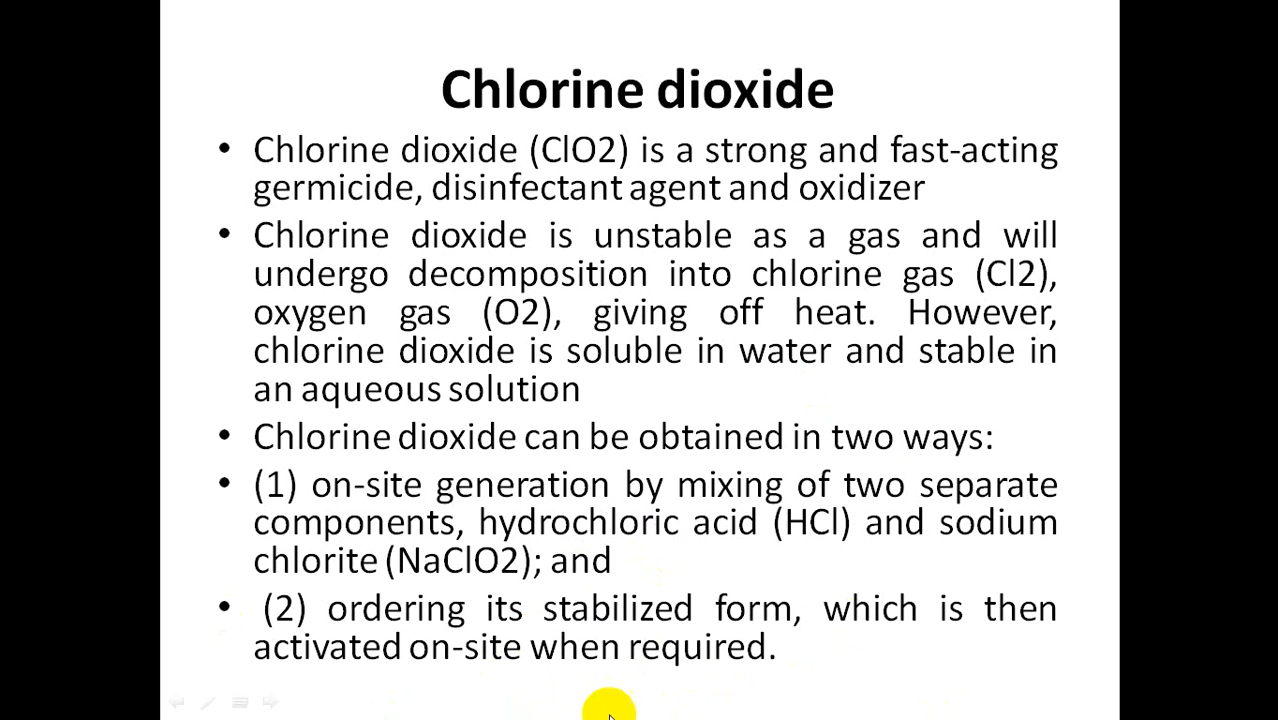 Chlorine dioxide
• Chlorine dioxide (ClO2) is a strong and fast-acting
germicide, disinfectant agent and oxidizer
• Chlorine dioxide is unstable as a gas and will
undergo decomposition into chlorine gas (Cl2),
oxygen gas (O2), giving off heat. However,
chlorine dioxide is soluble in water and stable in
an aqueous solution
• Chlorine dioxide can be obtained in two ways:
• (1) on-site generation by mixing of two separate
components, hydrochloric acid (HCl) and sodium
chlorite (NaClO2); and
• (2) ordering its stabilized form, which is then
activated on-site when required.